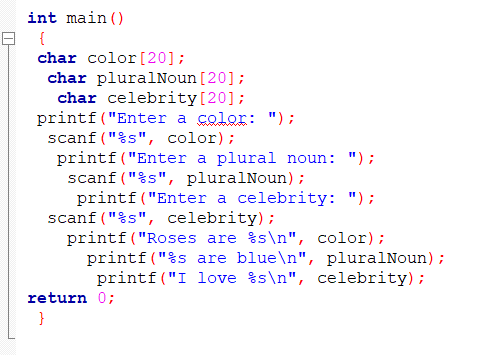 int main()
{
char color[20];
char pluralNoun[20];
char celebrity[20];
printf("Enter a color: ");
scanf("%s", color);
printf("Enter a plural noun: ");
scanf("%s", pluralNoun);
printf("Enter a celebrity: ");
scanf("%s", celebrity);
printf("Roses are %s\n", color);
printf("%s are blue\n", pluralNoun);
printf("I love %s\n", celebrity);
return 0;
}